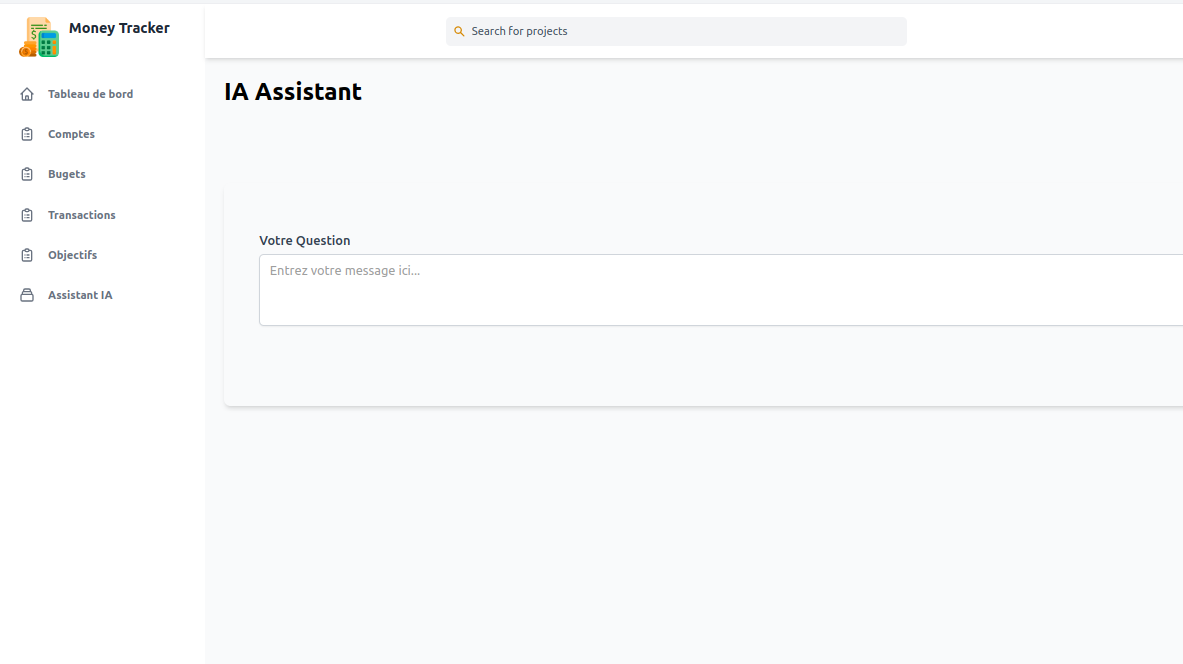 Money Tracker
Search for projects
Tableau de bord
Comptes
Bugets
Transactions
Objectifs
Assistant IA
IA Assistant
Votre Question
Entrez votre message ici...